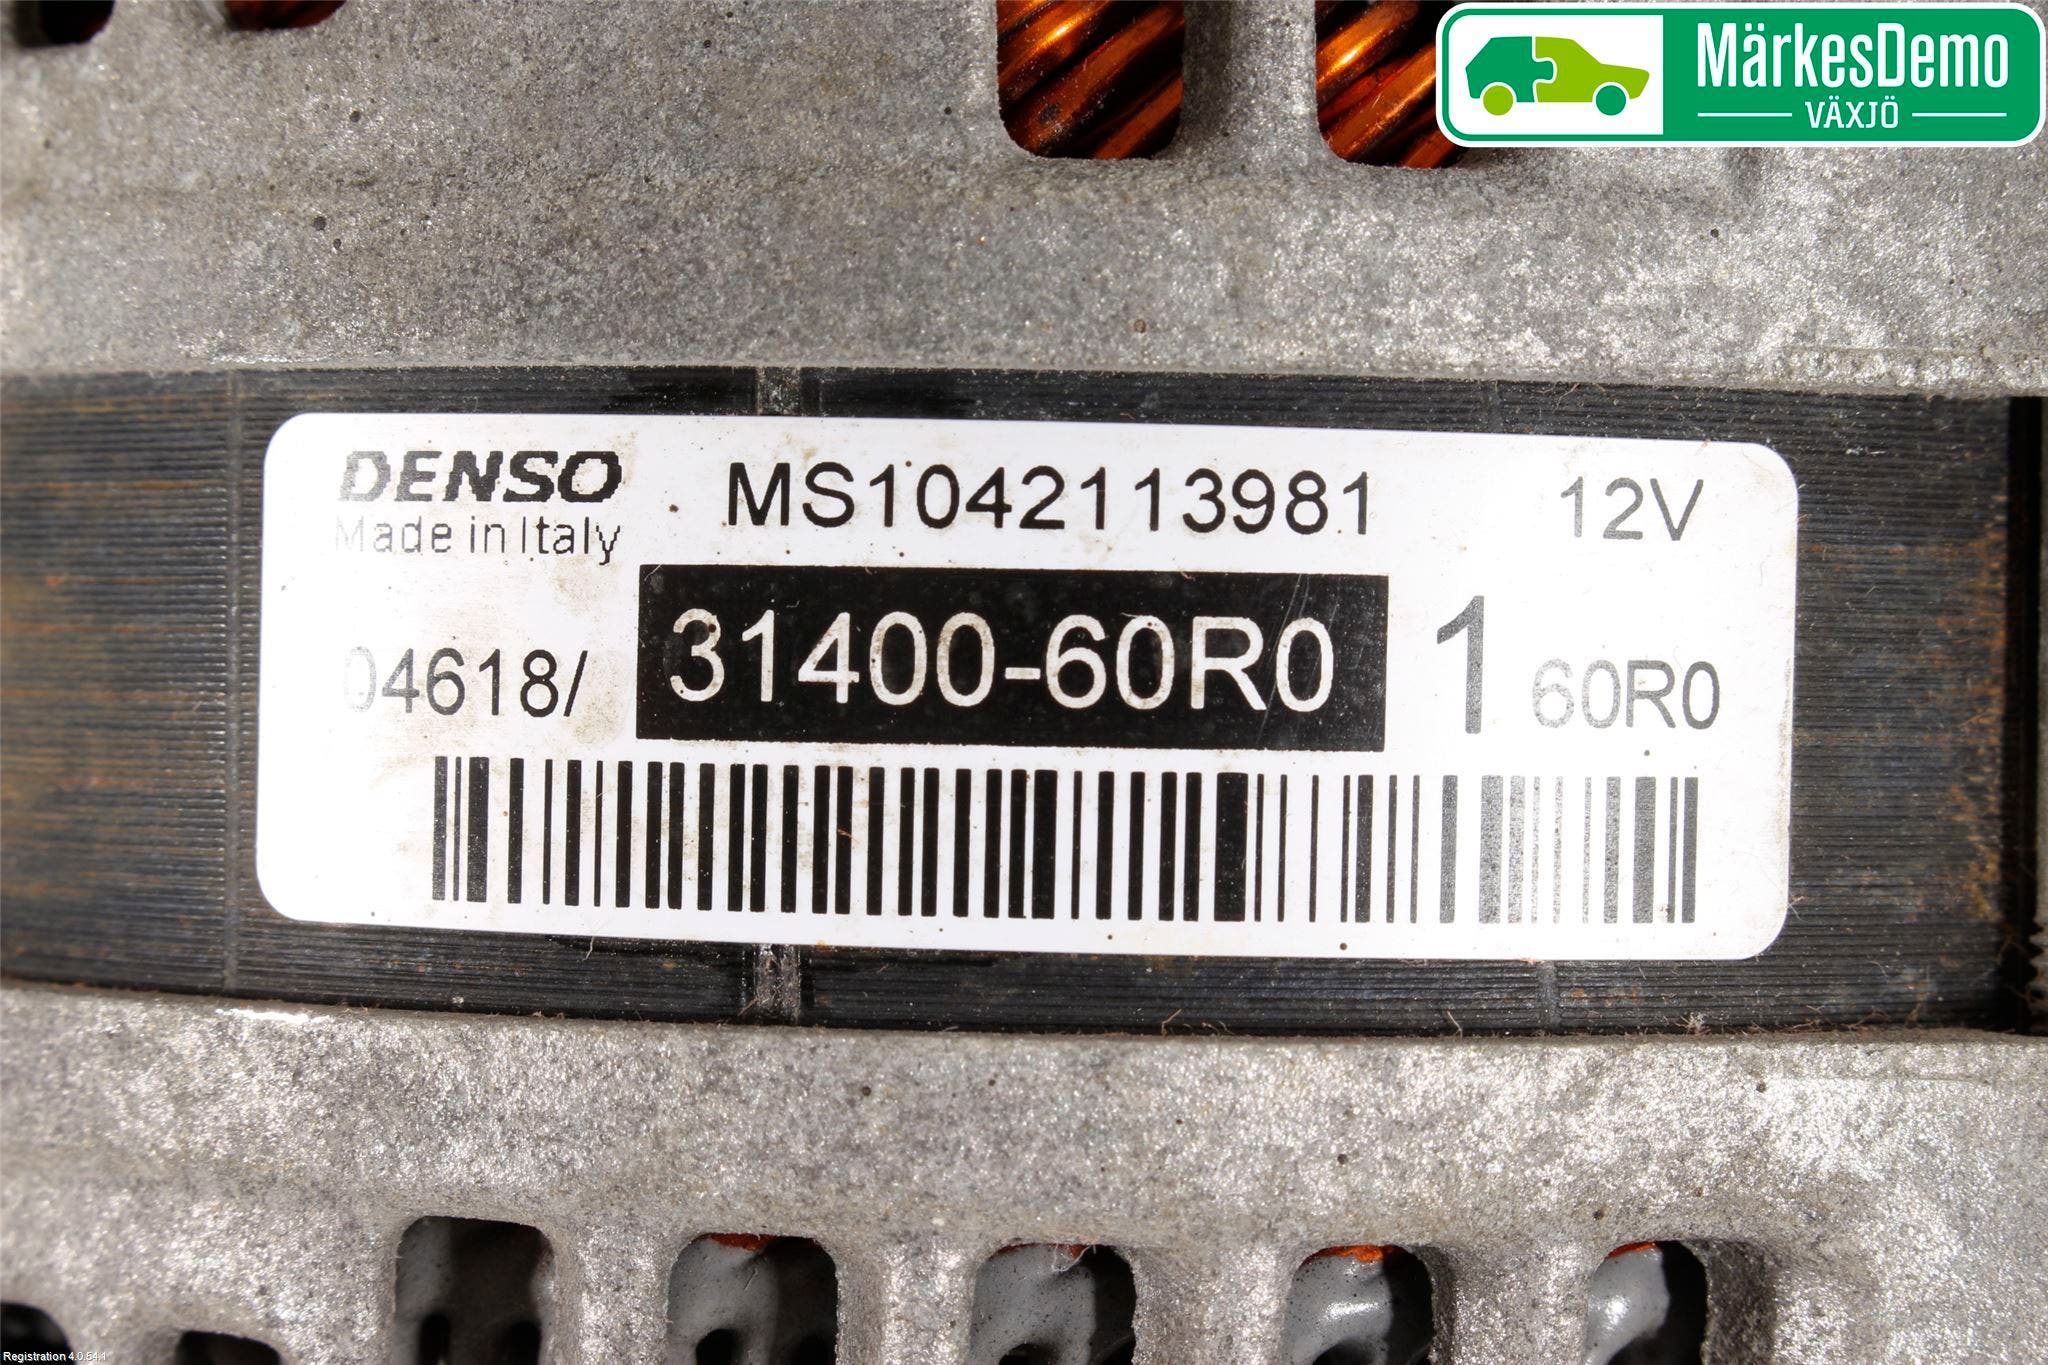 MärkesDemo
VÄXJÖ
DENSO MS1042113981 12V
Made in Italy
04618/ 31400-60R0 1 60R0
Registration 4.0.54.1